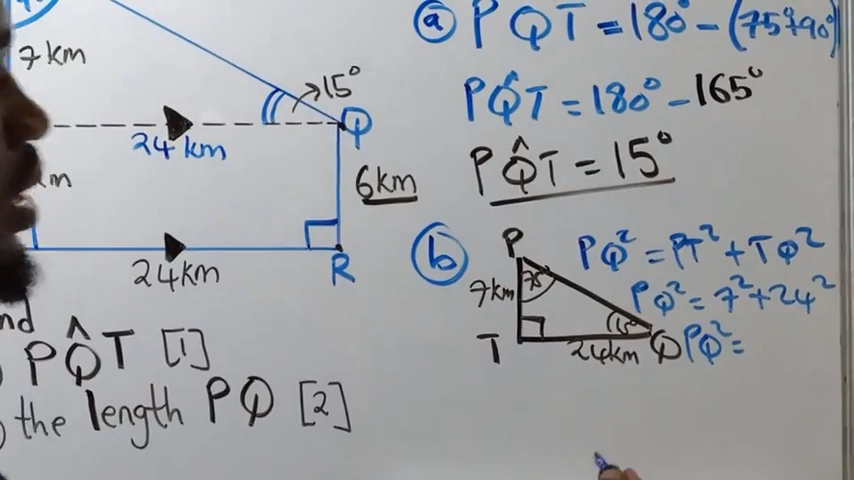 7km
15°
24 km
Q
6km
24km
R
PQ̂T [1]
the length PQ [2]
ⓐ PQT = 180° - (75°+90°)
PQ̂T = 180° - 165°
PQ̂T = 15°
ⓑ P
7km
75°
15°
T
24km
Q
PQ² = PT² + TQ²
PQ² = 7² + 24²
PQ² =